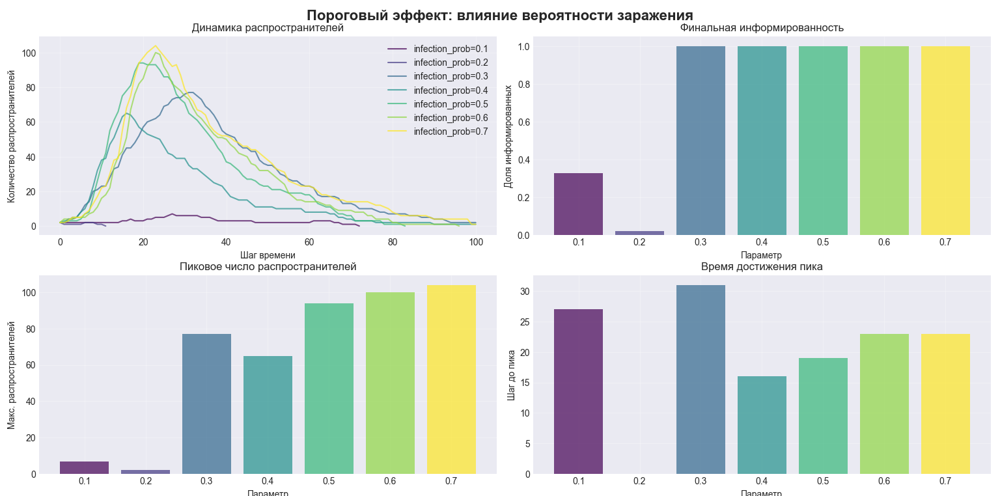 Пороговый эффект: влияние вероятности заражения
Динамика распространителей
Количество распространителей
100
80
60
40
20
0
infection_prob=0.1
infection_prob=0.2
infection_prob=0.3
infection_prob=0.4
infection_prob=0.5
infection_prob=0.6
infection_prob=0.7
0 20 40 60 80 100
Шаг времени
Финальная информированность
Доля информированных
1.0
0.8
0.6
0.4
0.2
0.0
0.1 0.2 0.3 0.4 0.5 0.6 0.7
Параметр
Пиковое число распространителей
Макс. распространителей
100
80
60
40
20
0
0.1 0.2 0.3 0.4 0.5 0.6 0.7
Параметр
Время достижения пика
Шаг до пика
30
25
20
15
10
5
0
0.1 0.2 0.3 0.4 0.5 0.6 0.7
Параметр